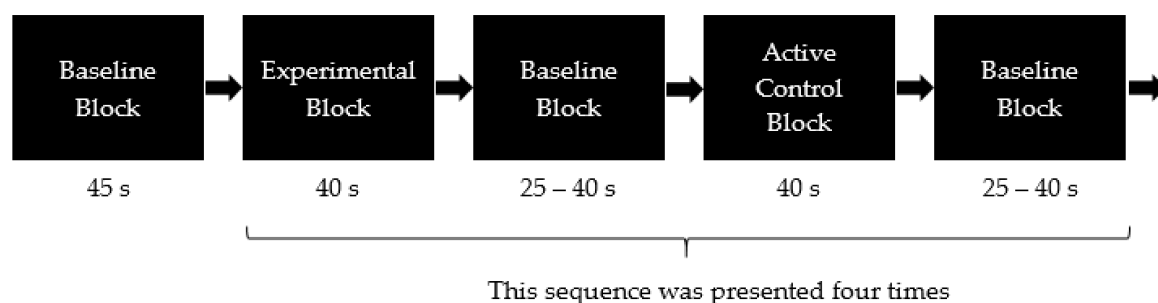 Baseline
Block
Experimental
Block
Baseline
Block
Active
Control
Block
Baseline
Block
45 s
40 s
25 – 40 s
40 s
25 – 40 s
This sequence was presented four times